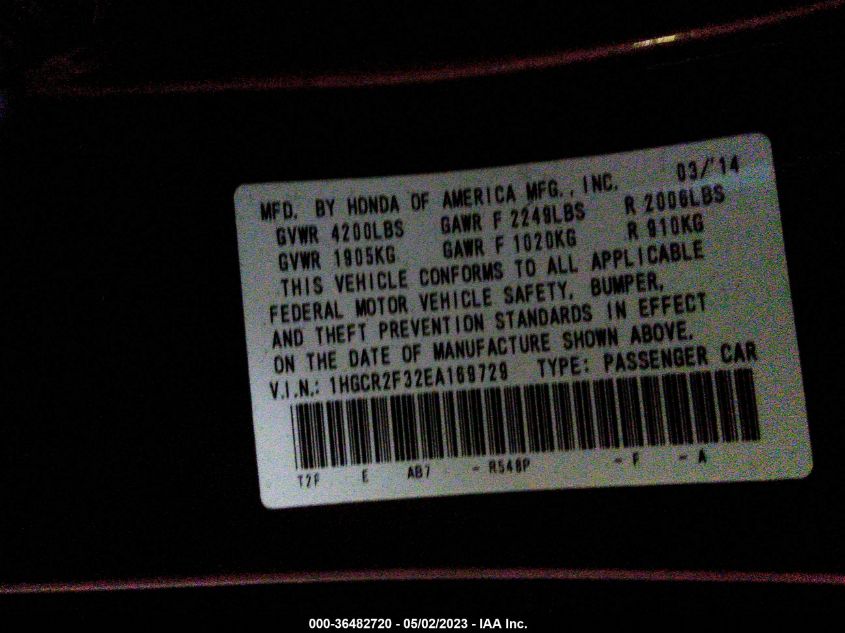 MFD. BY HONDA OF AMERICA MFG., INC. 03/'14
GVWR 4200LBS GAWR F 2249LBS R 2006LBS
GVWR 1905KG GAWR F 1020KG R 910KG
THIS VEHICLE CONFORMS TO ALL APPLICABLE
FEDERAL MOTOR VEHICLE SAFETY, BUMPER,
AND THEFT PREVENTION STANDARDS IN EFFECT
ON THE DATE OF MANUFACTURE SHOWN ABOVE.
V.I.N.: 1HGCR2F32EA169729 TYPE: PASSENGER CAR
T2F E AB7 - R548P - F - A
000-36482720 - 05/02/2023 - IAA Inc.